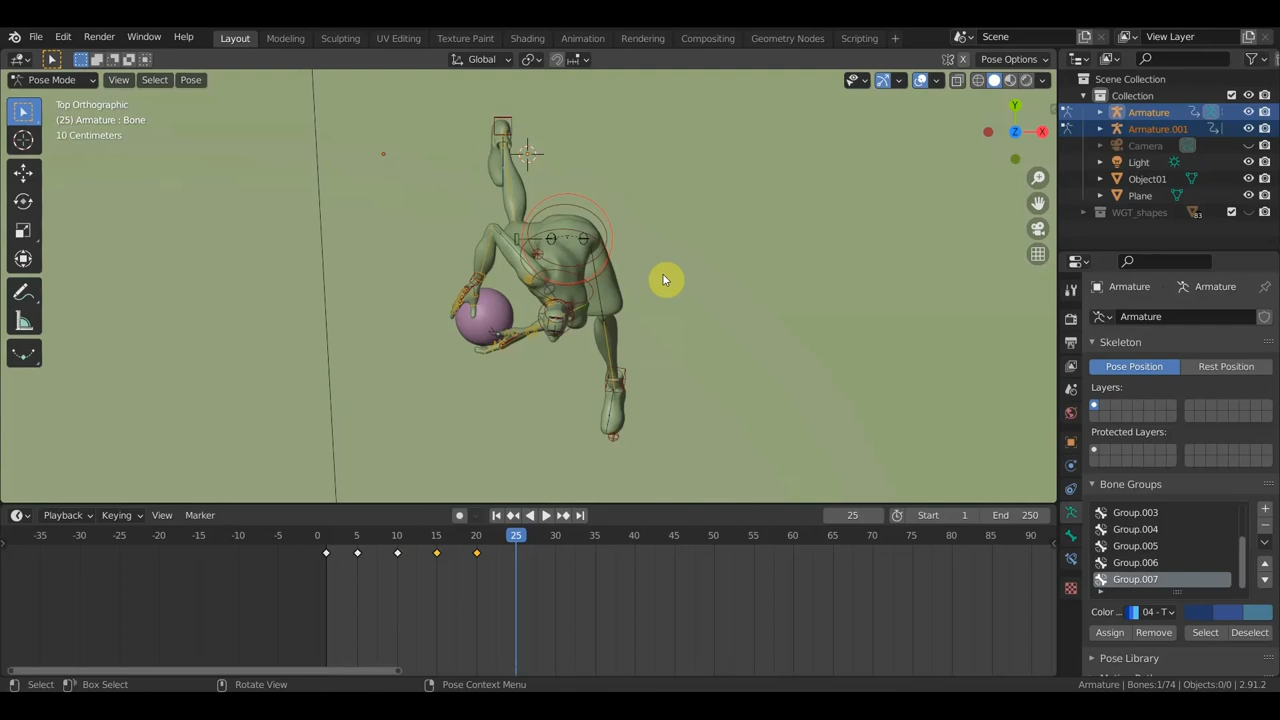 File Edit Render Window Help Layout Modeling Sculpting UV Editing Texture Paint Shading Animation Rendering Compositing Geometry Nodes Scripting + Scene View Layer
Global Pose Options
Pose Mode View Select Pose
Top Orthographic
(25) Armature : Bone
10 Centimeters
Y
Z X
Scene Collection
Collection
Armature
Armature.001
Camera
Light
Object01
Plane
WGT_shapes 83
Armature Armature
Armature
Skeleton
Pose Position Rest Position
Layers:
Protected Layers:
Bone Groups
Group.003
Group.004
Group.005
Group.006
Group.007
Color ... 04 - T
Assign Remove Select Deselect
Pose Library
Playback Keying View Marker 25 Start 1 End 250
-35 -30 -25 -20 -15 -10 -5 0 5 10 15 20 25 30 35 40 45 50 55 60 65 70 75 80 85 90
Select Box Select Rotate View Pose Context Menu Armature | Bones:1/74 | Objects:0/0 | 2.91.2